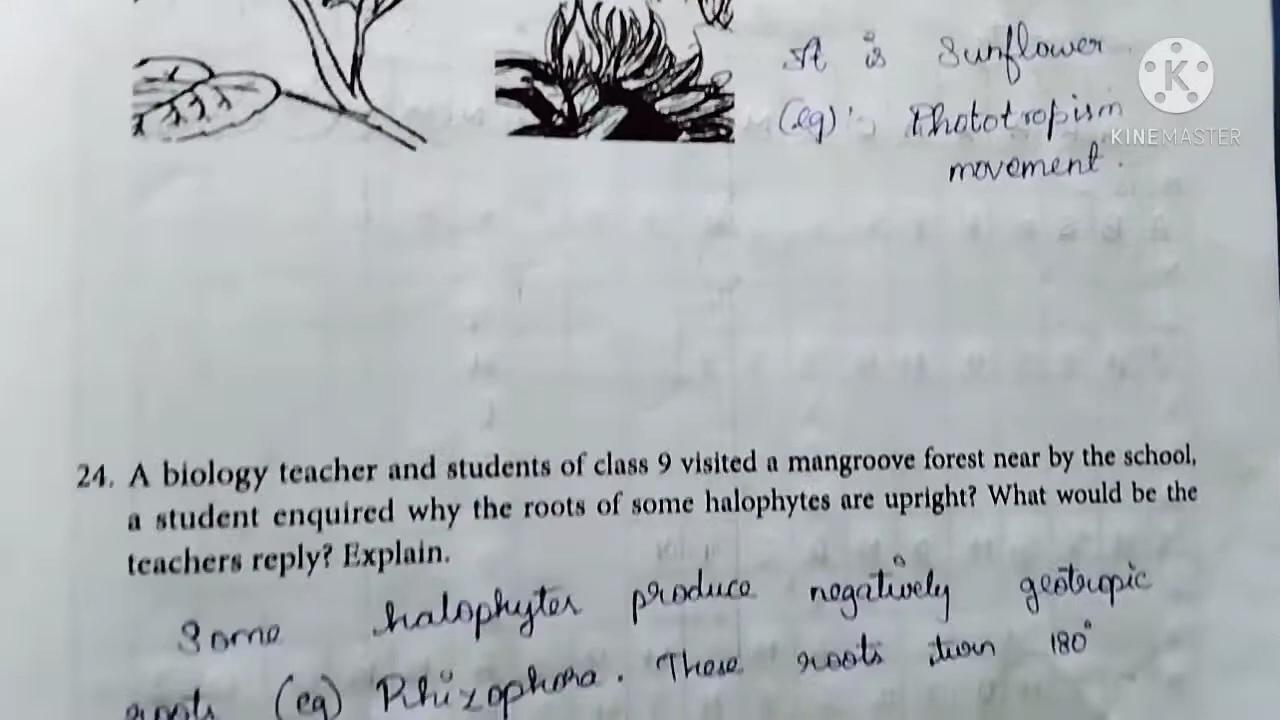 It is Sunflower
(eg): Phototropism
movement.
K
KINEMASTER
24. A biology teacher and students of class 9 visited a mangroove forest near by the school,
a student enquired why the roots of some halophytes are upright? What would be the
teachers reply? Explain.
Some halophytes produce negatively geotropic
roots (eg) Rhizophora. These roots turn 180°